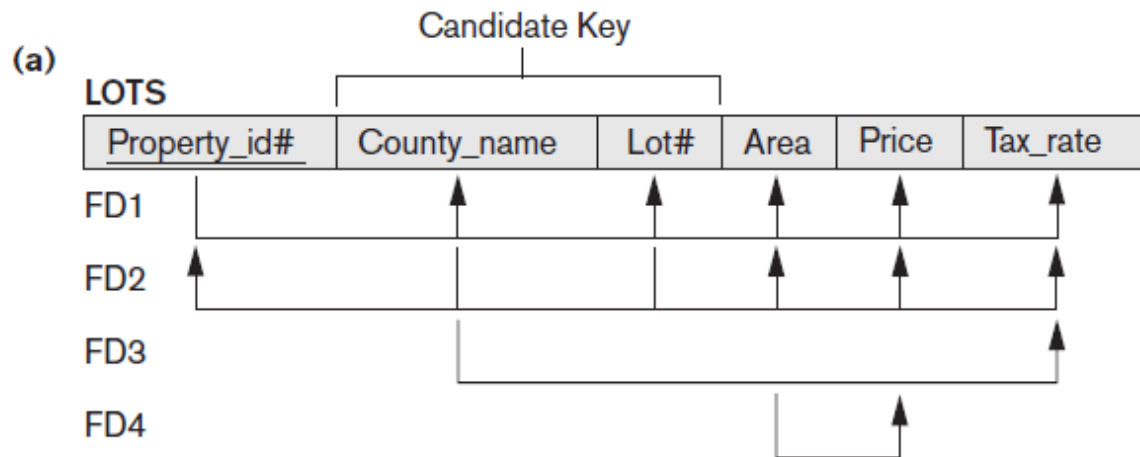 Candidate Key
(a)
LOTS
Property_id# County_name Lot# Area Price Tax_rate
FD1
FD2
FD3
FD4